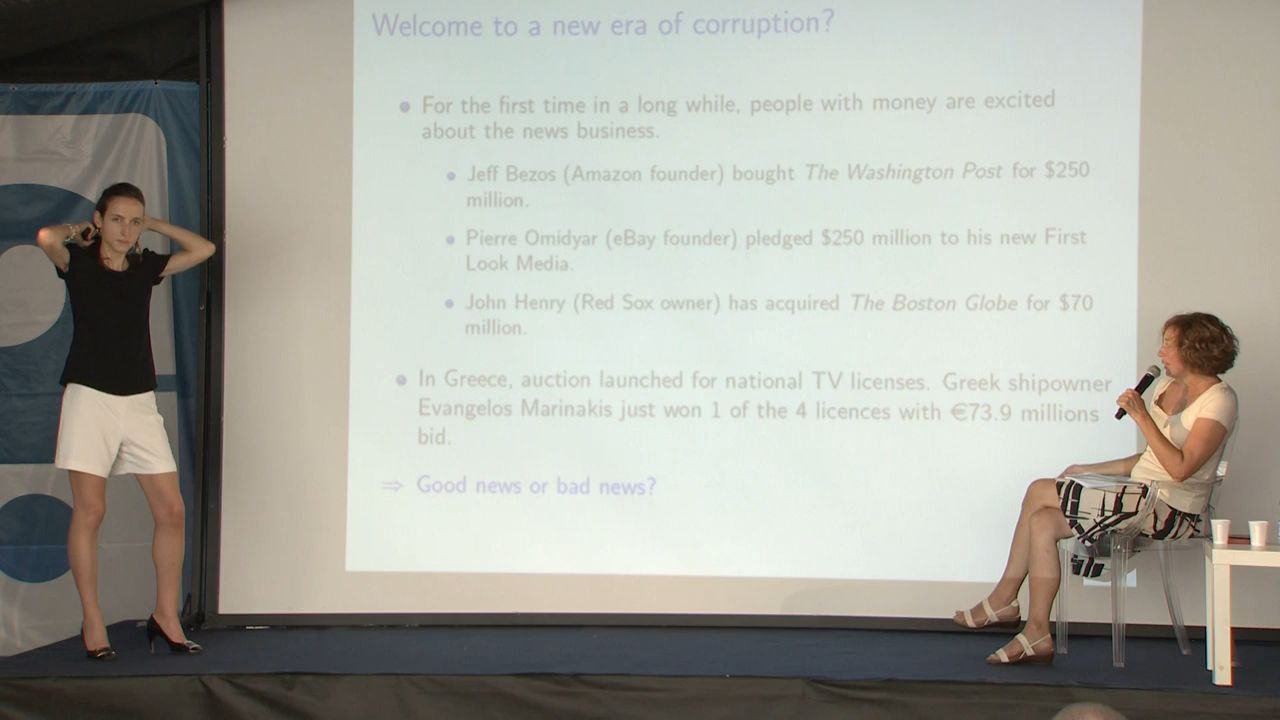 Welcome to a new era of corruption?
For the first time in a long while, people with money are excited
about the news business.
Jeff Bezos (Amazon founder) bought The Washington Post for $250
million.
Pierre Omidyar (eBay founder) pledged $250 million to his new First
Look Media.
John Henry (Red Sox owner) has acquired The Boston Globe for $70
million.
In Greece, auction launched for national TV licenses. Greek shipowner
Evangelos Marinakis just won 1 of the 4 licences with €73.9 millions
bid.
⇒ Good news or bad news?